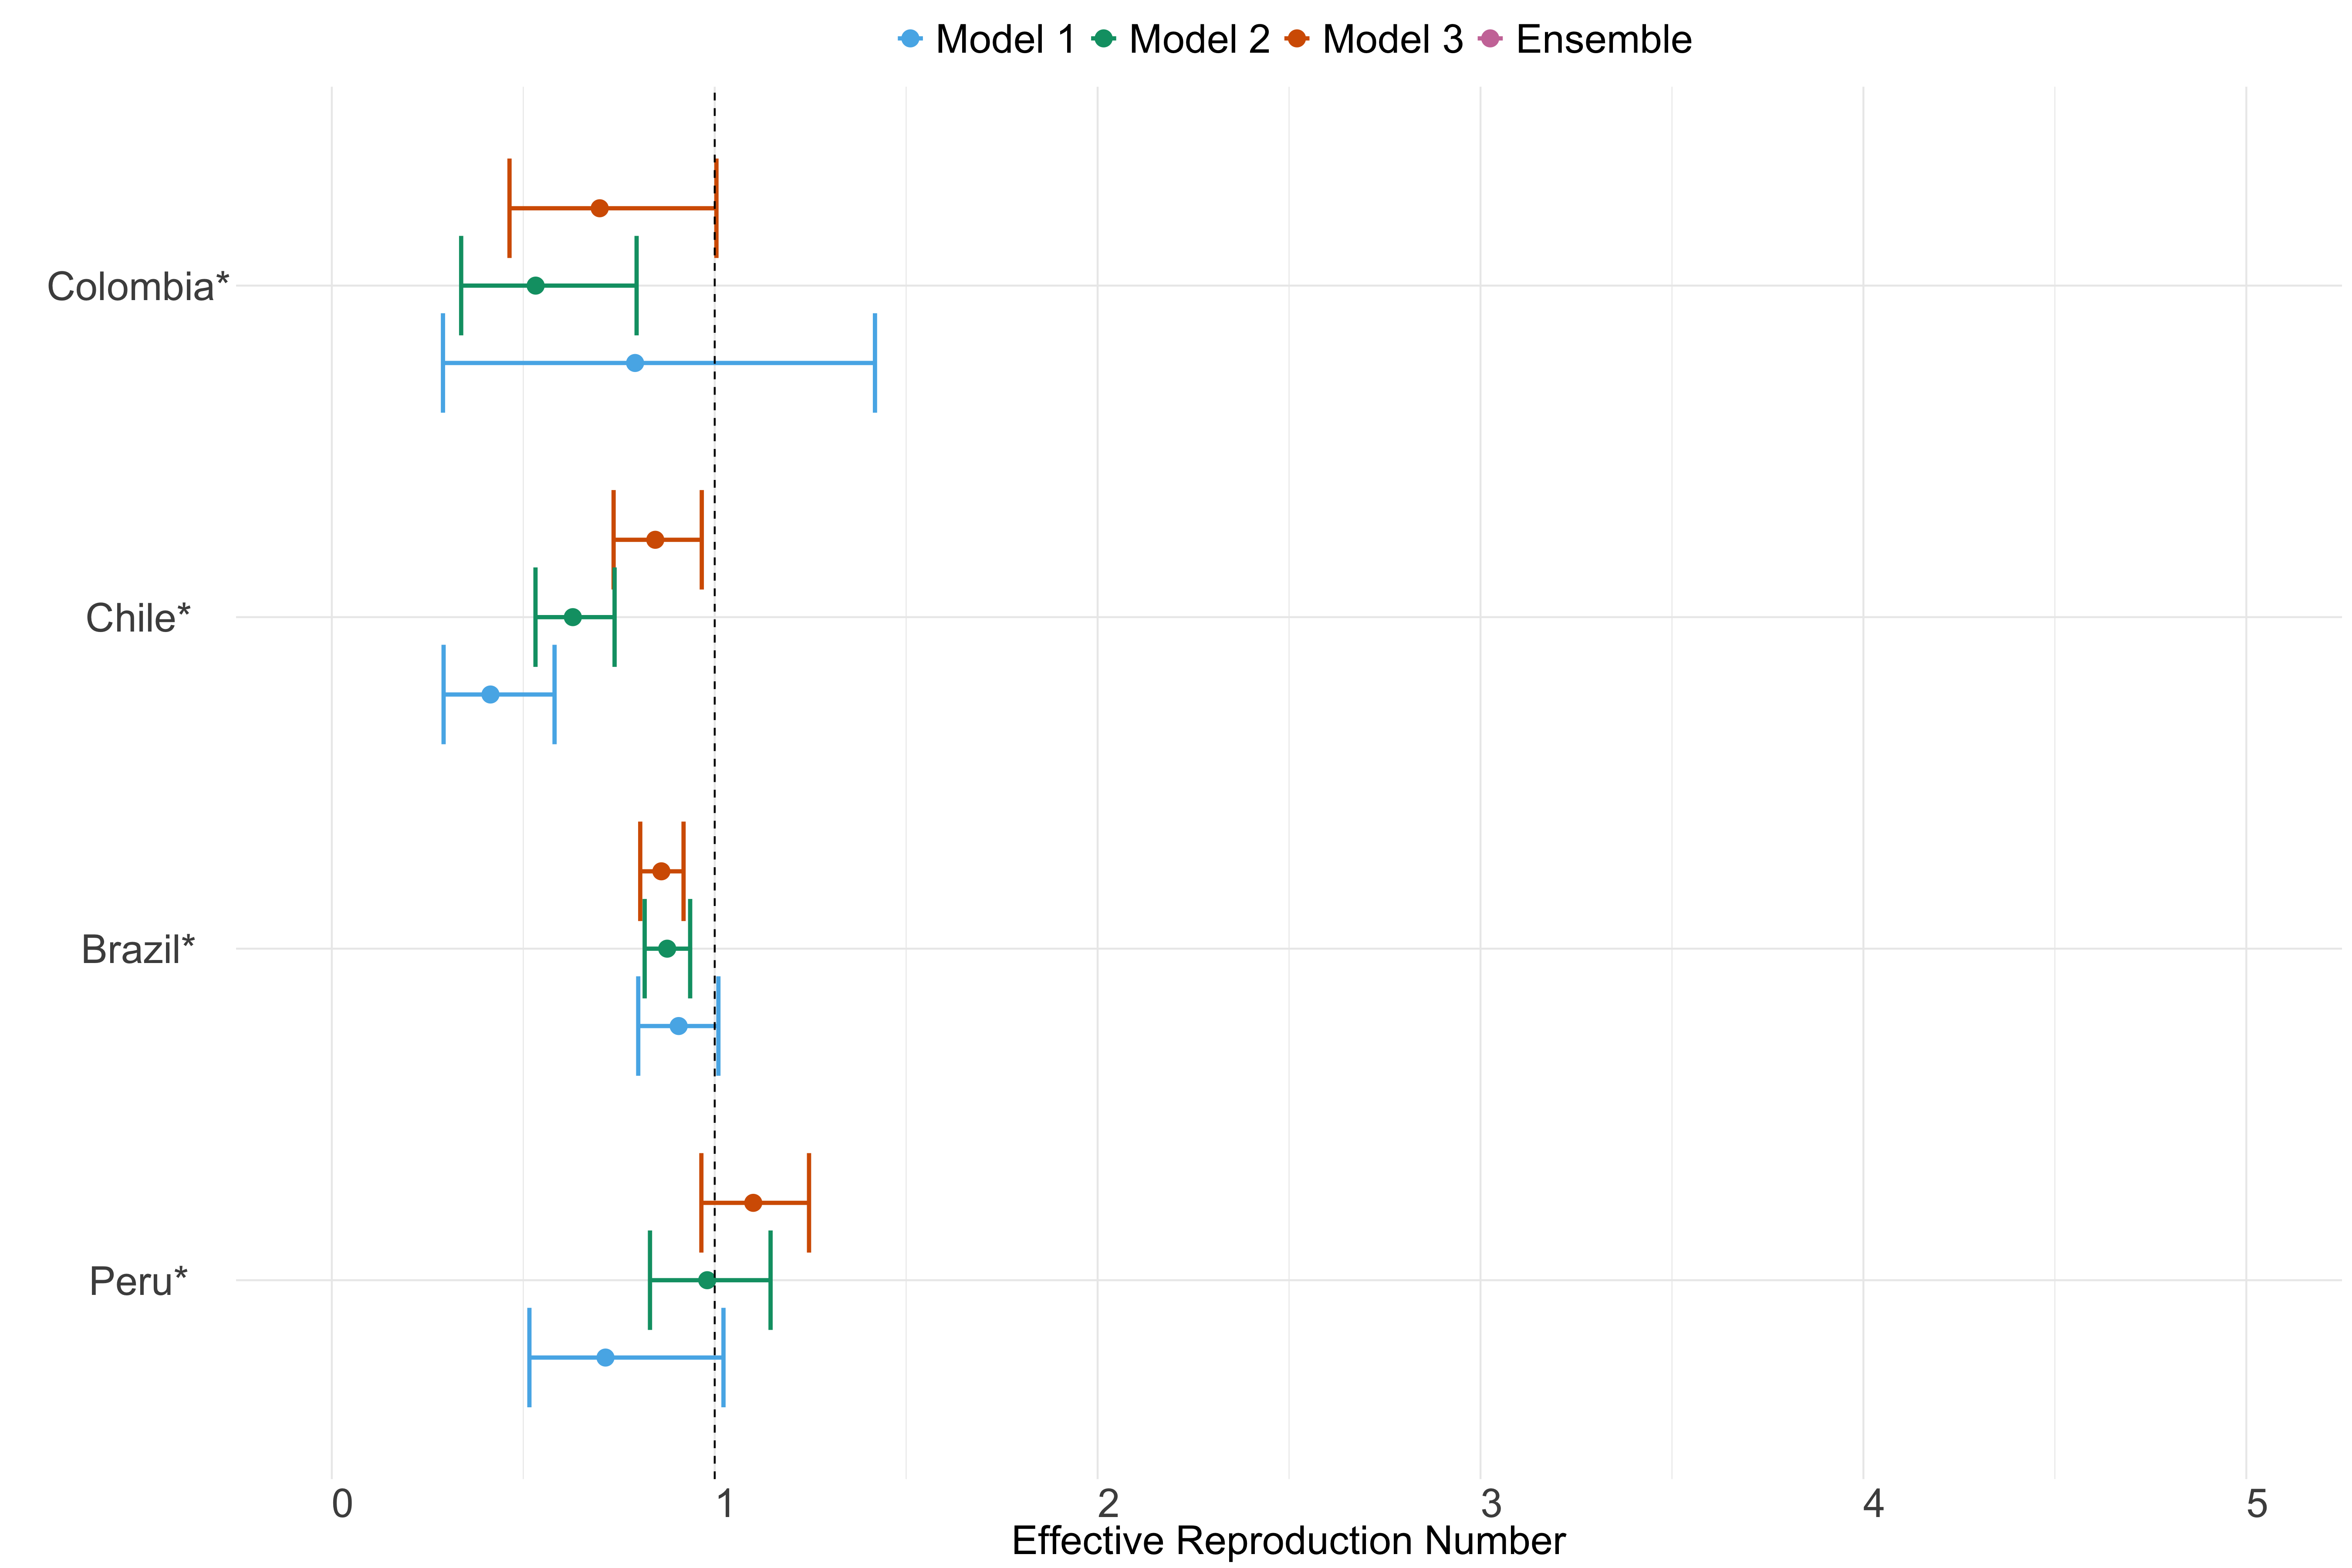 Model 1 Model 2 Model 3 Ensemble
Colombia*
Chile*
Brazil*
Peru*
0 1 2 3 4 5
Effective Reproduction Number